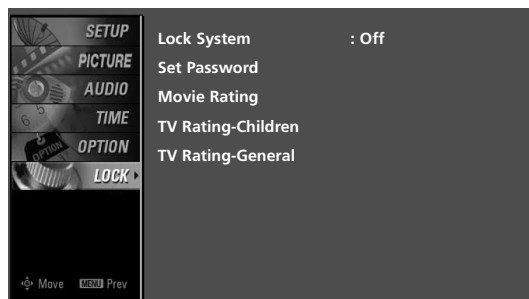 SETUP
PICTURE
AUDIO
TIME
OPTION
LOCK
Move MENU Prev
Lock System : Off
Set Password
Movie Rating
TV Rating-Children
TV Rating-General